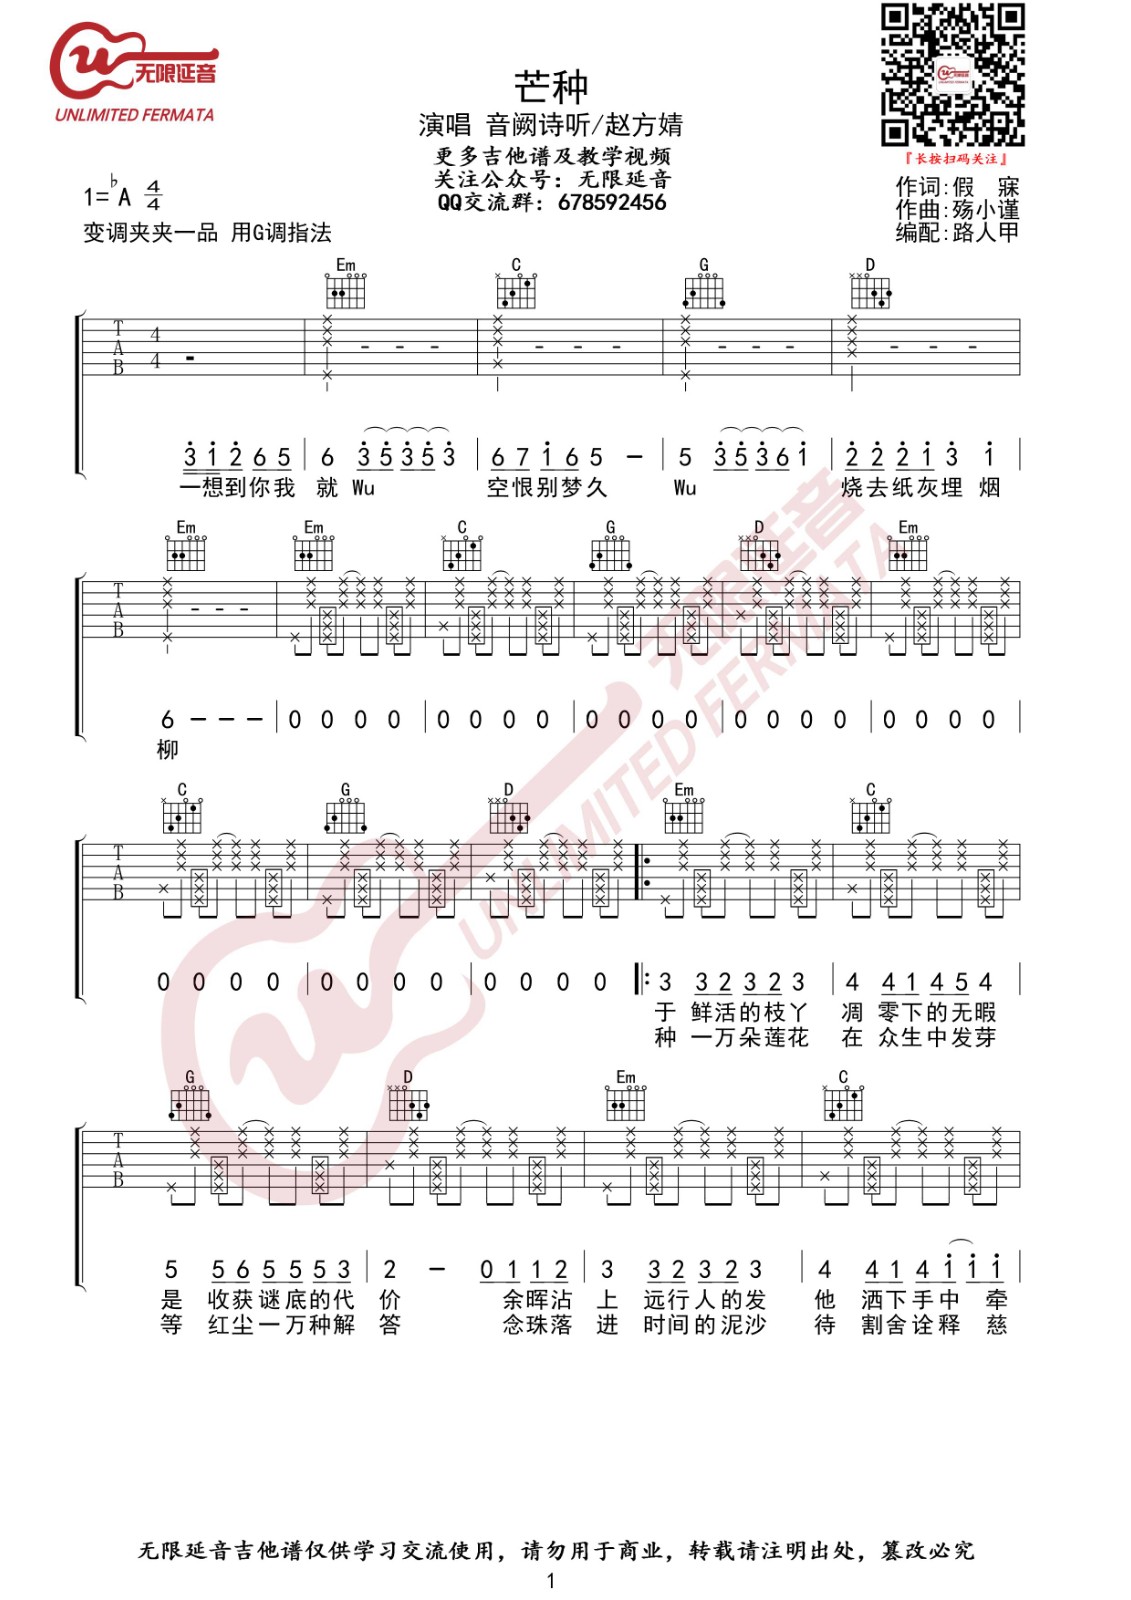 无限延音
UNLIMITED FERMATA
芒种
演唱 音阙诗听/赵方婧
更多吉他谱及教学视频
关注公众号：无限延音
QQ交流群：678592456
『长按扫码关注』
1=♭A 4/4
变调夹夹一品 用G调指法
作词:假 寐
作曲:殇小谨
编配:路人甲
Em C G D
T A B 4/4
3 1 2 6 5 | 6 3 5 3 5 3 | 6 7 1 6 5 – | 5 3 5 3 6 1 | 2 2 2 1 3 1
一想到你我 就 Wu 空恨别梦久 Wu 烧去纸灰埋 烟
Em Em C G D Em
T A B
6 – – – | 0 0 0 0 | 0 0 0 0 | 0 0 0 0 | 0 0 0 0 | 0 0 0 0
柳
C G D Em C
T A B
0 0 0 0 | 0 0 0 0 | 0 0 0 0 |: 3 3 2 3 2 3 | 4 4 1 4 5 4
于 鲜活的枝丫 凋 零下的无暇
种 一万朵莲花 在 众生中发芽
G D Em C
T A B
5 5 6 5 5 5 3 | 2 – 0 1 1 2 | 3 3 2 3 2 3 | 4 4 1 4 1 1 1
是 收获谜底的代 价 余晖沾 上 远行人的发 他 洒下手中 牵
等 红尘一万种解 答 念珠落 进 时间的泥沙 待 割舍诠释 慈
无限延音吉他谱仅供学习交流使用，请勿用于商业，转载请注明出处，篡改必究
1
无限延音
UNLIMITED FERMATA